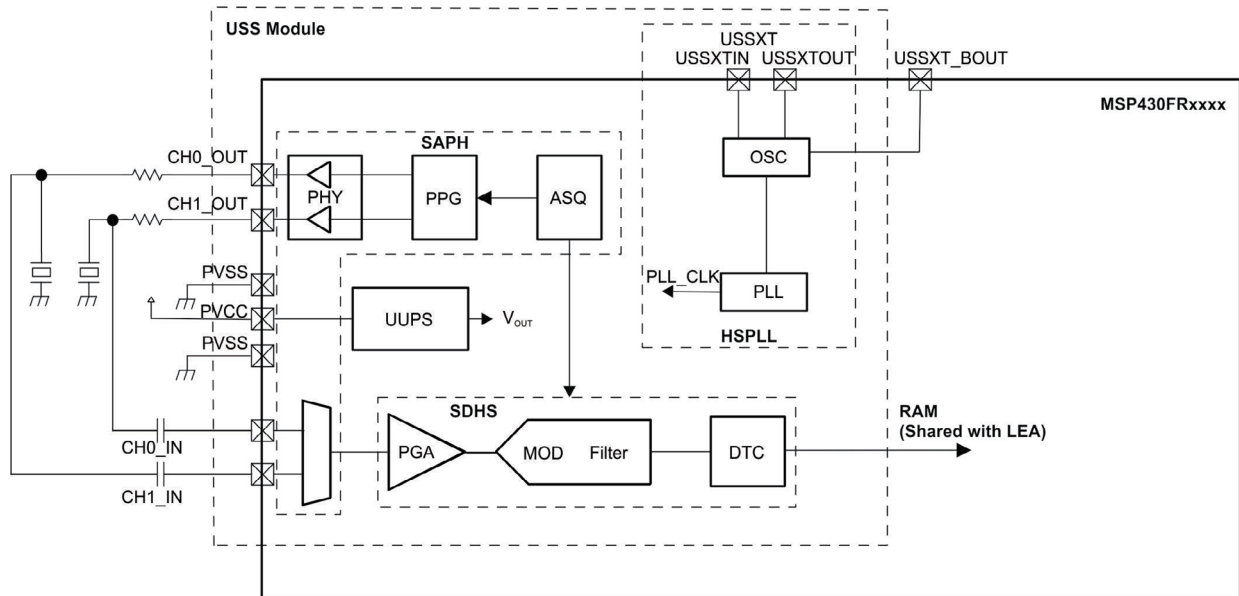 USS Module
USSXT
USSXTIN
USSXTOUT
USSXT_BOUT
MSP430FRxxxx
SAPH
CH0_OUT
PHY
PPG
ASQ
OSC
CH1_OUT
PVSS
PLL_CLK
PLL
PVCC
UUPS
VOUT
HSPLL
PVSS
SDHS
RAM
(Shared with LEA)
PGA
MOD
Filter
DTC
CH0_IN
CH1_IN